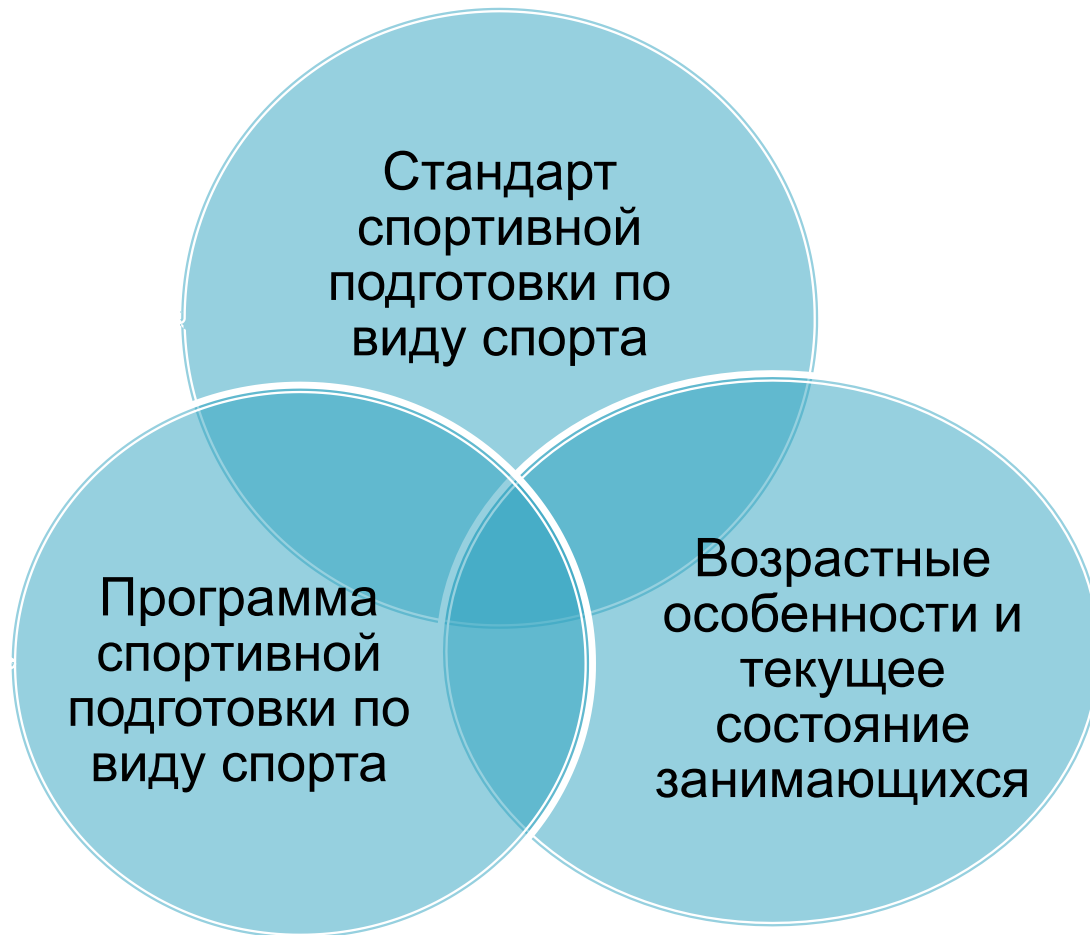 Стандарт
спортивной
подготовки по
виду спорта
Программа
спортивной
подготовки по
виду спорта
Возрастные
особенности и
текущее
состояние
занимающихся